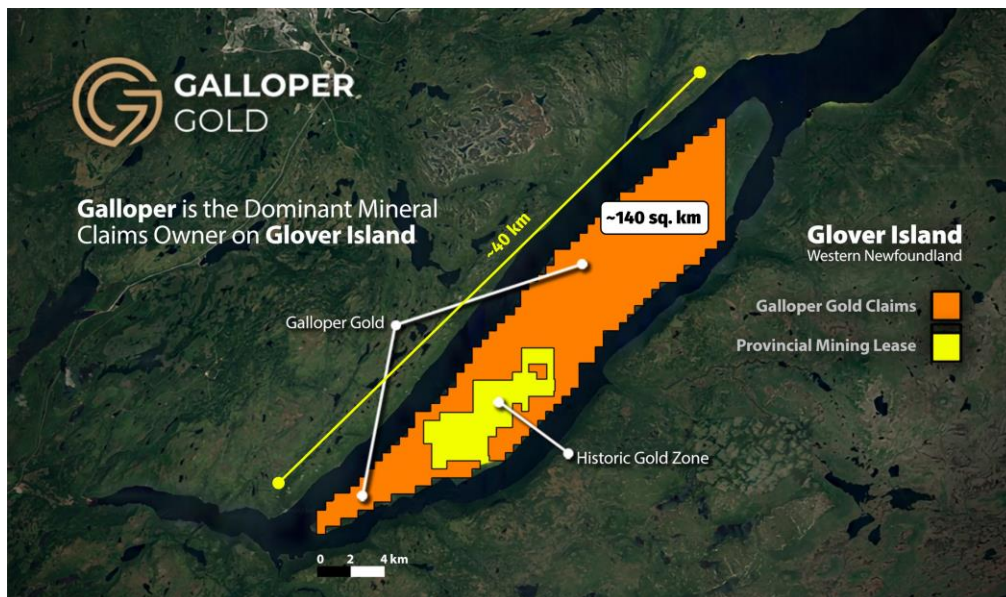 GALLOPER
GOLD
Galloper is the Dominant Mineral
Claims Owner on Glover Island
~40 km
~140 sq. km
Glover Island
Western Newfoundland
Galloper Gold Claims
Provincial Mining Lease
Galloper Gold
Historic Gold Zone
0 2 4 km